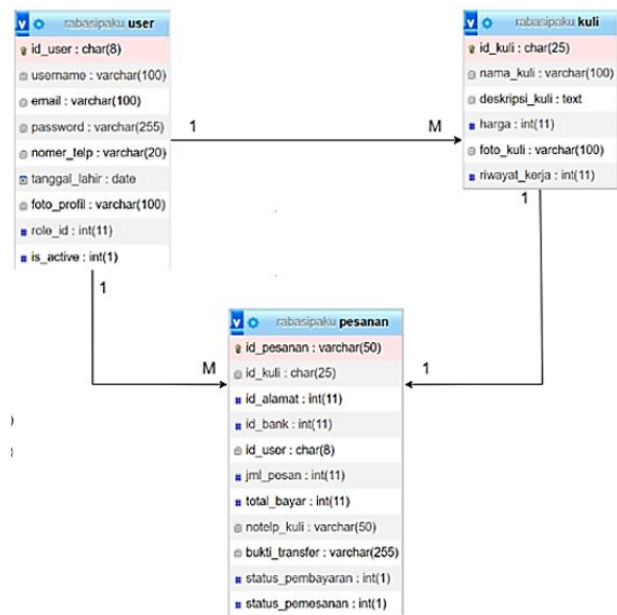 rabasipaku user
id_user : char(8)
username : varchar(100)
email : varchar(100)
password : varchar(255)
nomer_telp : varchar(20)
tanggal_lahir : date
foto_profil : varchar(100)
role_id : int(11)
is_active : int(1)
rabasipaku kuli
id_kuli : char(25)
nama_kuli : varchar(100)
deskripsi_kuli : text
harga : int(11)
foto_kuli : varchar(100)
riwayat_kerja : int(11)
1
M
1
M
1
1
rabasipaku pesanan
id_pesanan : varchar(50)
id_kuli : char(25)
id_alamat : int(11)
id_bank : int(11)
id_user : char(8)
jml_pesan : int(11)
total_bayar : int(11)
notelp_kuli : varchar(50)
bukti_transfer : varchar(255)
status_pembayaran : int(1)
status_pemesanan : int(1)